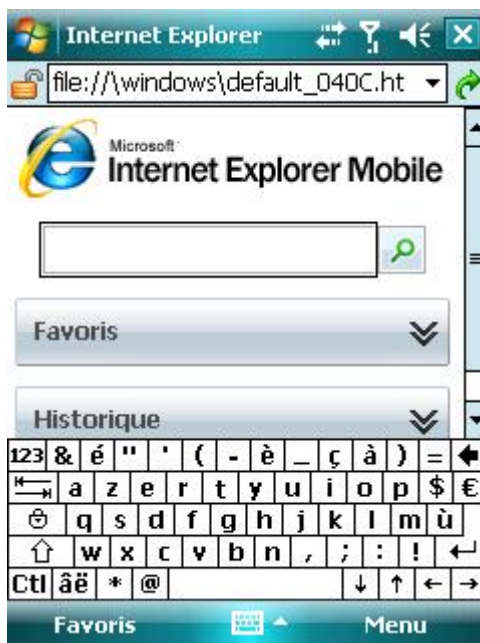 Internet Explorer
file://\windows\default_040C.ht
Microsoft
Internet Explorer Mobile
Favoris
Historique
123 & é " ' ( - è _ ç à ) =
a z e r t y u i o p $ €
q s d f g h j k l m ù
w x c v b n , ; : !
Ctl âë * @ ↓ ↑ ← →
Favoris Menu